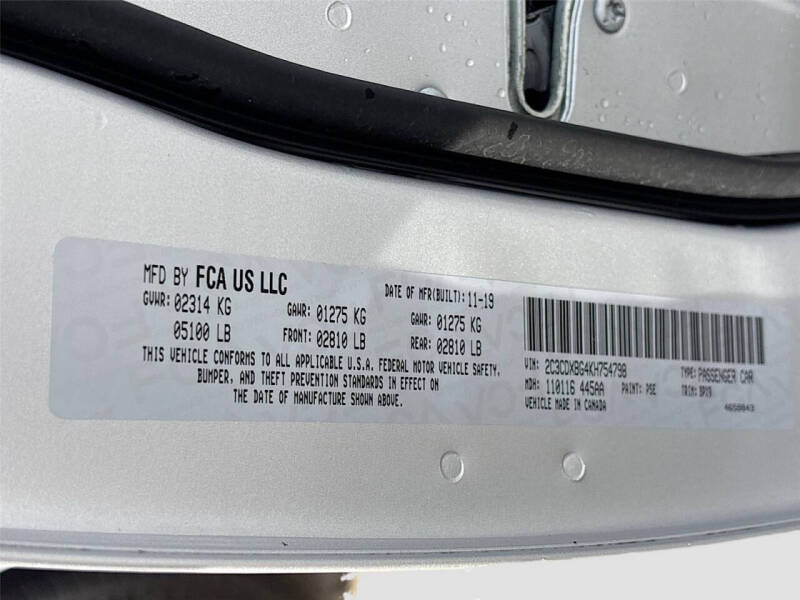 MFD BY FCA US LLC
DATE OF MFR(BUILT): 11-19
GVWR: 02314 KG
GAWR: 01275 KG
GAWR: 01275 KG
05100 LB
FRONT: 02810 LB
REAR: 02810 LB
THIS VEHICLE CONFORMS TO ALL APPLICABLE U.S.A. FEDERAL MOTOR VEHICLE SAFETY,
BUMPER, AND THEFT PREVENTION STANDARDS IN EFFECT ON
THE DATE OF MANUFACTURE SHOWN ABOVE.
VIN: 2C3CDXBG4KH754798
TYPE: PASSENGER CAR
MDH: 110116 445AA
PAINT: PSE
TRIM: BPX9
VEHICLE MADE IN CANADA
4658843